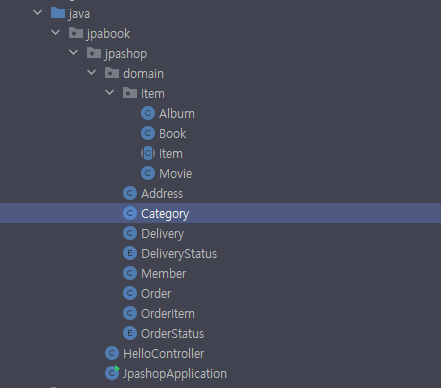 java
jpabook
jpashop
domain
Item
Album
Book
Item
Movie
Address
Category
Delivery
DeliveryStatus
Member
Order
OrderItem
OrderStatus
HelloController
JpashopApplication